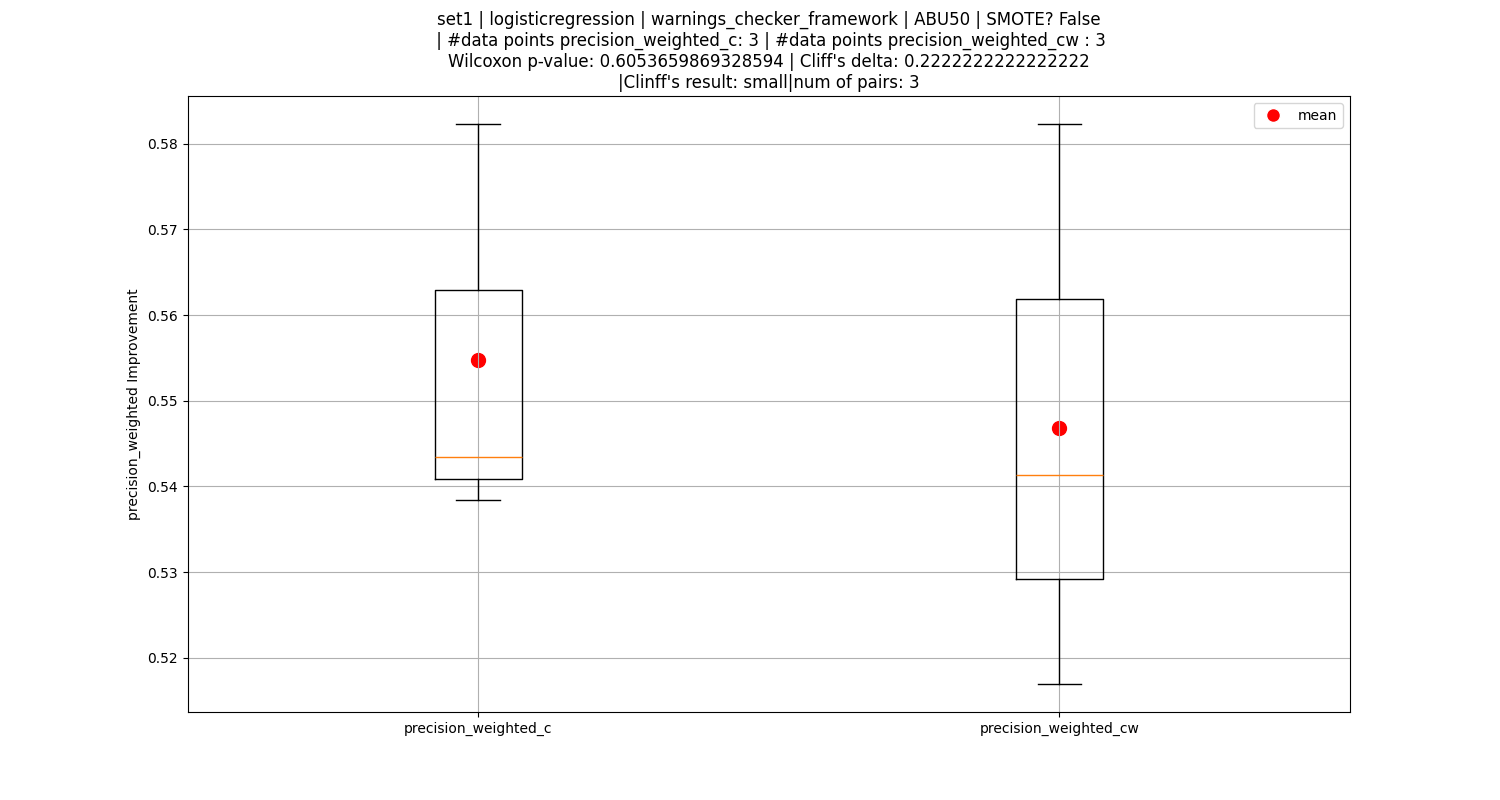 set1 | logisticregression | warnings_checker_framework | ABU50 | SMOTE? False
| #data points precision_weighted_c: 3 | #data points precision_weighted_cw : 3
Wilcoxon p-value: 0.6053659869328594 | Cliff's delta: 0.2222222222222222
|Clinff's result: small|num of pairs: 3
mean
0.58
0.57
0.56
0.55
0.54
0.53
0.52
precision_weighted Improvement
precision_weighted_c
precision_weighted_cw